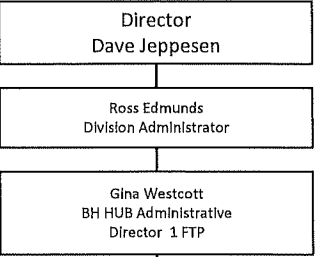 Director
Dave Jeppesen
Ross Edmunds
Division Administrator
Gina Westcott
BH HUB Administrative
Director 1 FTP